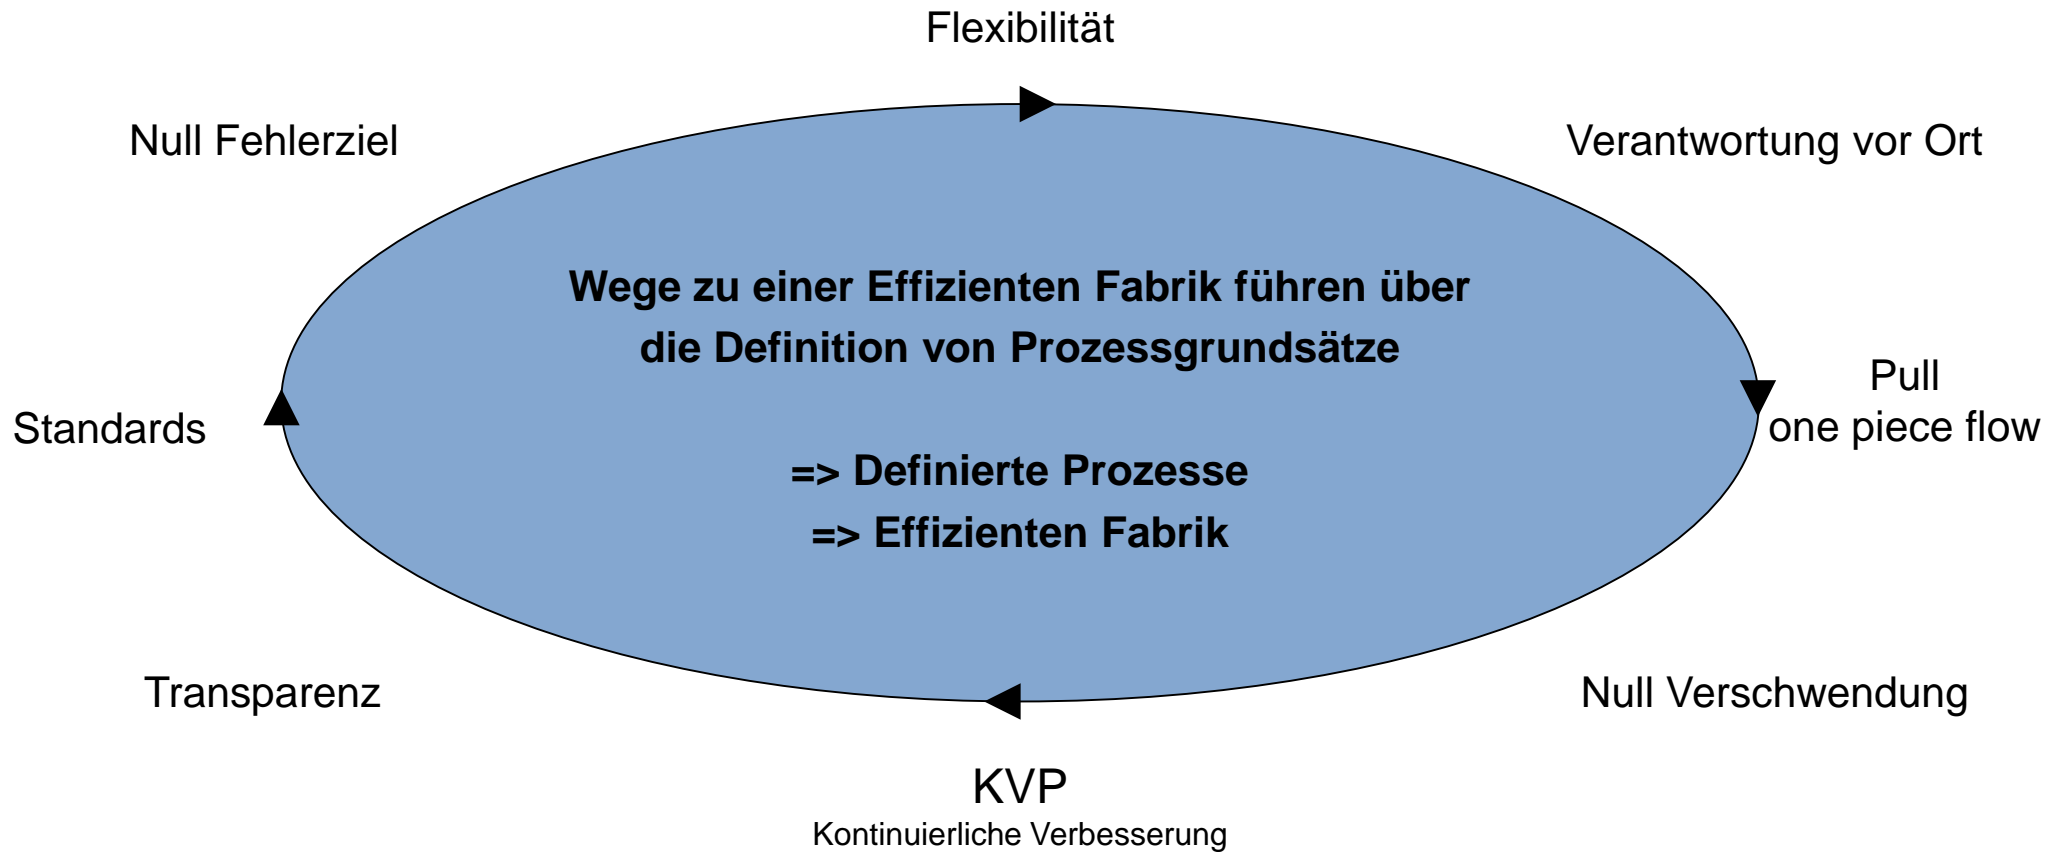 Flexibilität
Null Fehlerziel
Verantwortung vor Ort
Wege zu einer Effizienten Fabrik führen über
die Definition von Prozessgrundsätze
Pull
one piece flow
Standards
=> Definierte Prozesse
=> Effizienten Fabrik
Transparenz
Null Verschwendung
KVP
Kontinuierliche Verbesserung